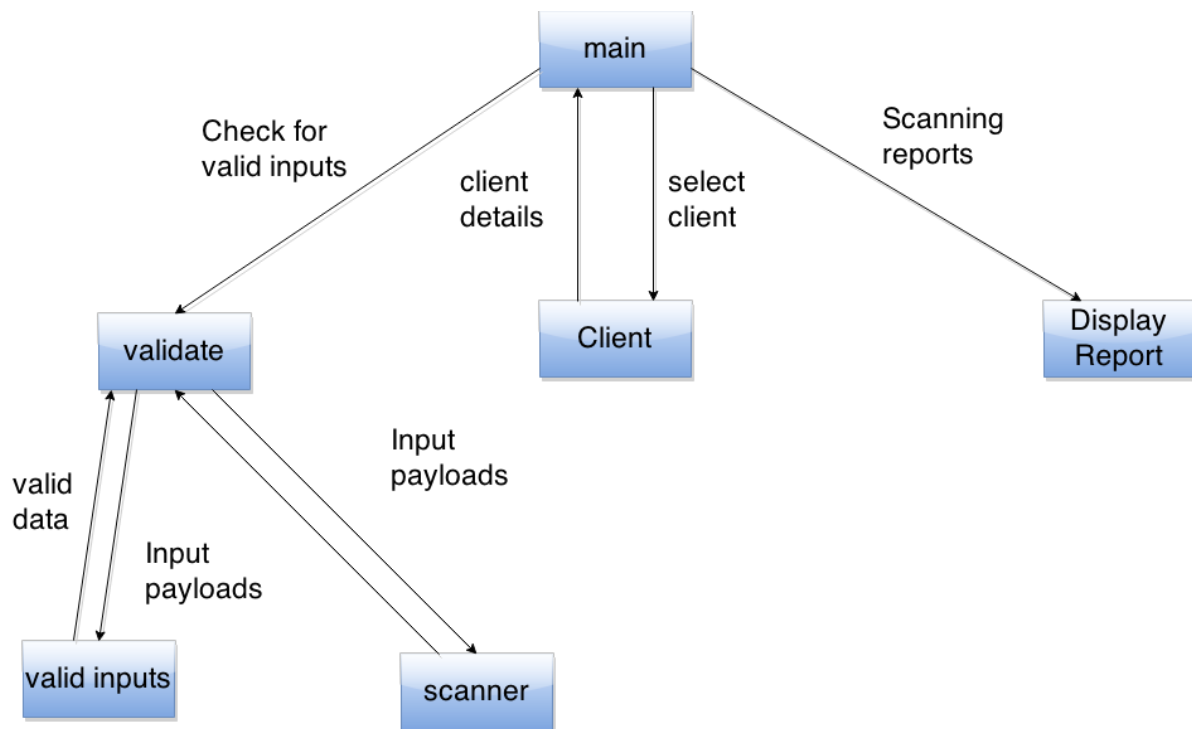 main
Check for
valid inputs
client
details
select
client
Scanning
reports
validate
Client
Display
Report
Input
payloads
valid
data
Input
payloads
valid inputs
scanner